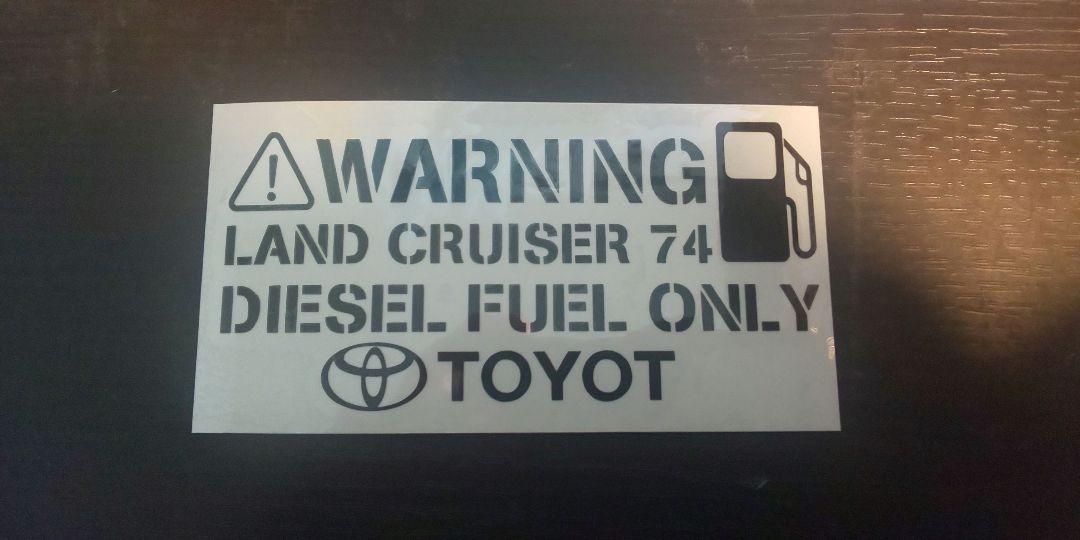 WARNING
LAND CRUISER 74
DIESEL FUEL ONLY
TOYOT